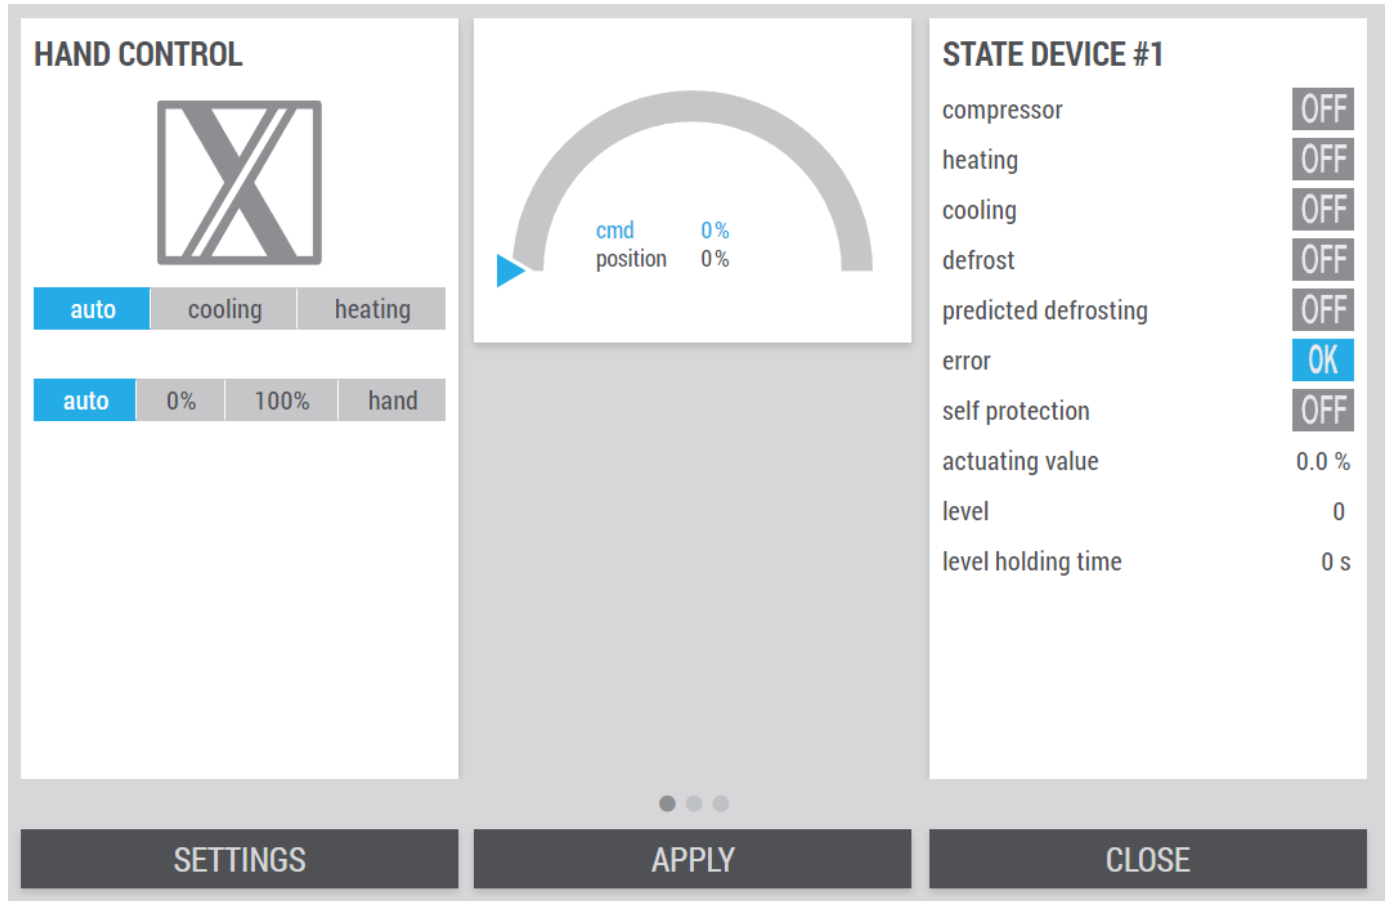 HAND CONTROL
auto cooling heating
auto 0% 100% hand
cmd 0%
position 0%
STATE DEVICE #1
compressor OFF
heating OFF
cooling OFF
defrost OFF
predicted defrosting OFF
error OK
self protection OFF
actuating value 0.0 %
level 0
level holding time 0 s
SETTINGS APPLY CLOSE